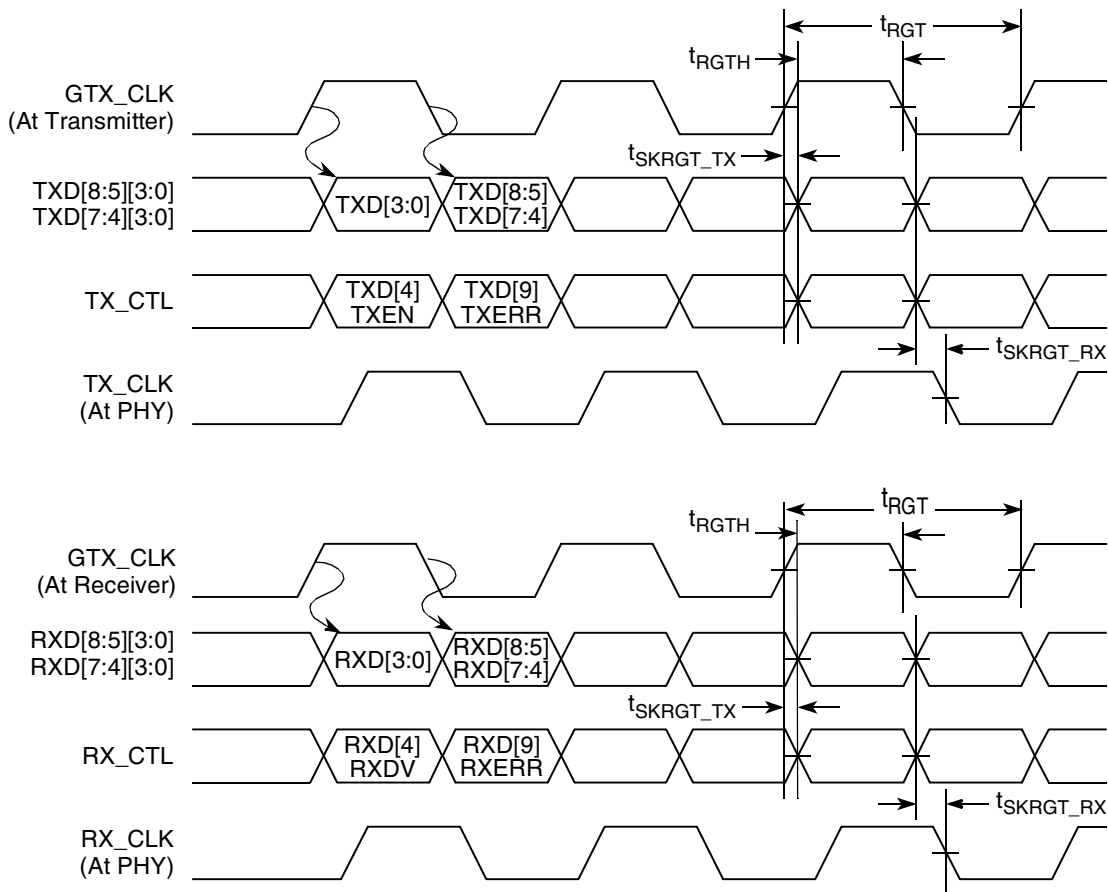 tRGT
tRGTH
GTX_CLK
(At Transmitter)
tSKRGT_TX
TXD[8:5][3:0]
TXD[7:4][3:0]
TXD[3:0]
TXD[8:5]
TXD[7:4]
TX_CTL
TXD[4]
TXEN
TXD[9]
TXERR
tSKRGT_RX
TX_CLK
(At PHY)
tRGT
tRGTH
GTX_CLK
(At Receiver)
RXD[8:5][3:0]
RXD[7:4][3:0]
RXD[3:0]
RXD[8:5]
RXD[7:4]
tSKRGT_TX
RX_CTL
RXD[4]
RXDV
RXD[9]
RXERR
tSKRGT_RX
RX_CLK
(At PHY)